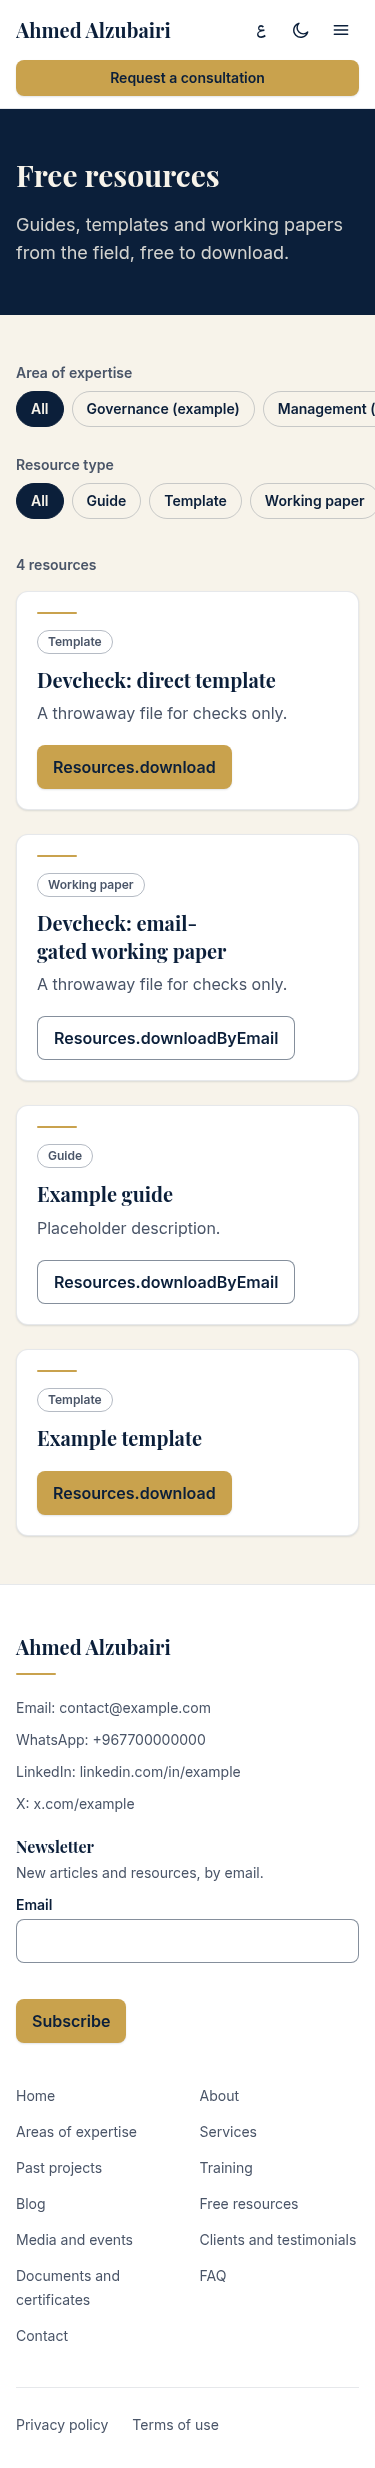 Ahmed Alzubairi
ع
Request a consultation
Free resources
Guides, templates and working papers
from the field, free to download.
Area of expertise
All Governance (example) Management (
Resource type
All Guide Template Working paper
4 resources
Template
Devcheck: direct template
A throwaway file for checks only.
Resources.download
Working paper
Devcheck: email-
gated working paper
A throwaway file for checks only.
Resources.downloadByEmail
Guide
Example guide
Placeholder description.
Resources.downloadByEmail
Template
Example template
Resources.download
Ahmed Alzubairi
Email: contact@example.com
WhatsApp: +967700000000
LinkedIn: linkedin.com/in/example
X: x.com/example
Newsletter
New articles and resources, by email.
Email
Subscribe
Home About
Areas of expertise Services
Past projects Training
Blog Free resources
Media and events Clients and testimonials
Documents and FAQ
certificates
Contact
Privacy policy Terms of use